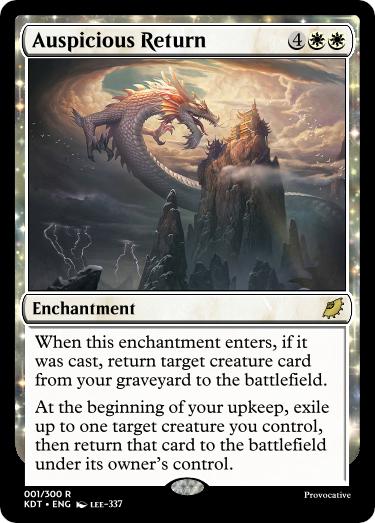 Auspicious Return 4
Enchantment
When this enchantment enters, if it
was cast, return target creature card
from your graveyard to the battlefield.
At the beginning of your upkeep, exile
up to one target creature you control,
then return that card to the battlefield
under its owner's control.
001/300 R
KDT • ENG LEE-337
Provocative